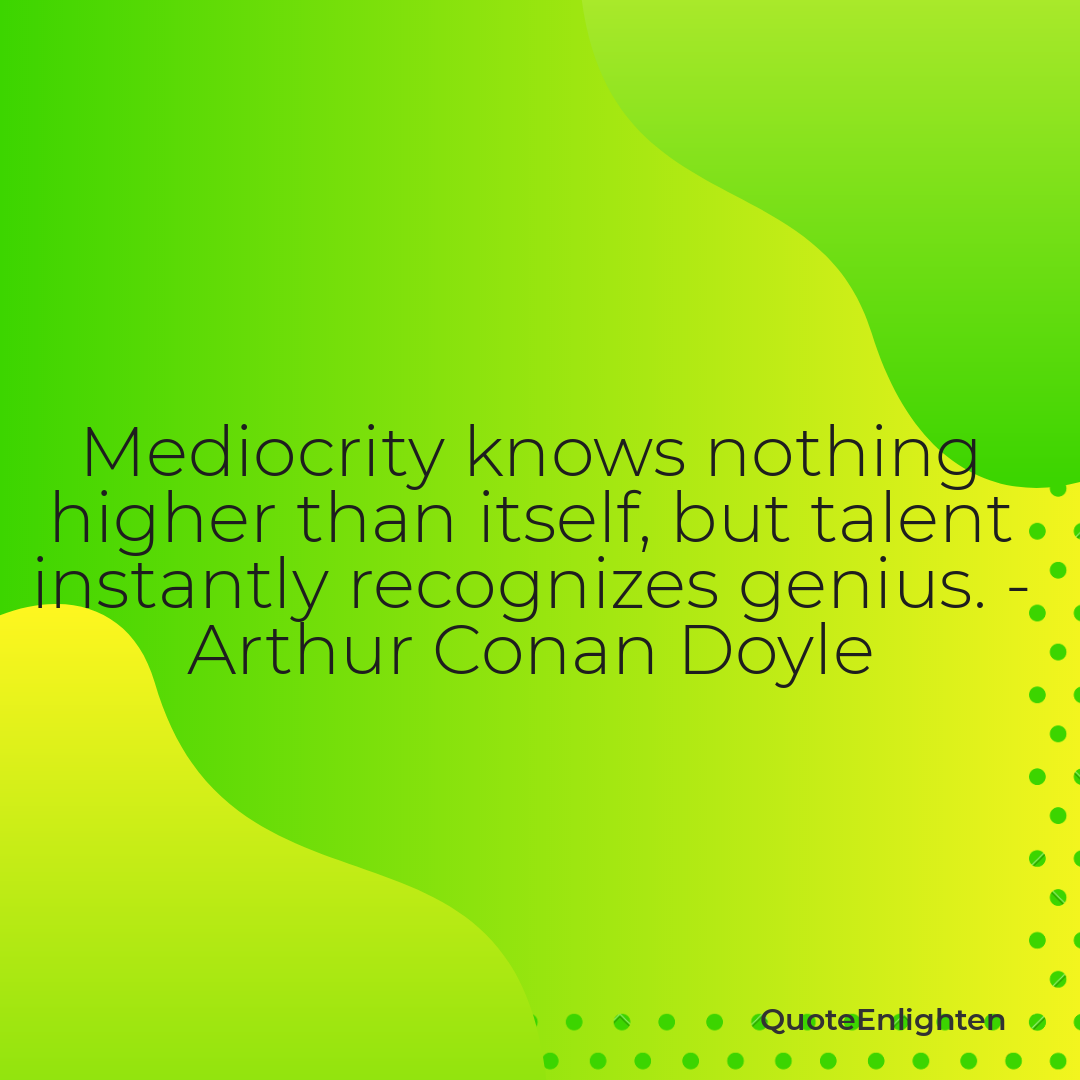 Mediocrity knows nothing
higher than itself, but talent
instantly recognizes genius. -
Arthur Conan Doyle
QuoteEnlighten